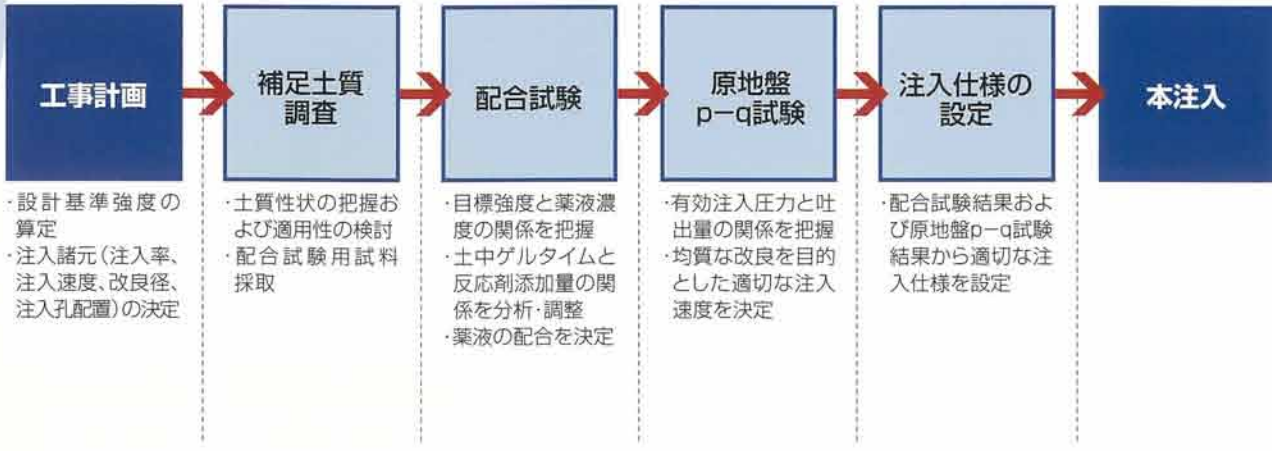 工事計画
補足土質
調査
配合試験
原地盤
p−q試験
注入仕様の
設定
本注入
·設計基準強度の
算定
·注入諸元(注入率、
注入速度、改良径、
注入孔配置)の決定
·土質性状の把握お
よび適用性の検討
·配合試験用試料
採取
·目標強度と薬液濃
度の関係を把握
·土中ゲルタイムと
反応剤添加量の関
係を分析·調整
·薬液の配合を決定
·有効注入圧力と吐
出量の関係を把握
·均質な改良を目的
とした適切な注入
速度を決定
·配合試験結果およ
び原地盤p−q試験
結果から適切な注
入仕様を設定